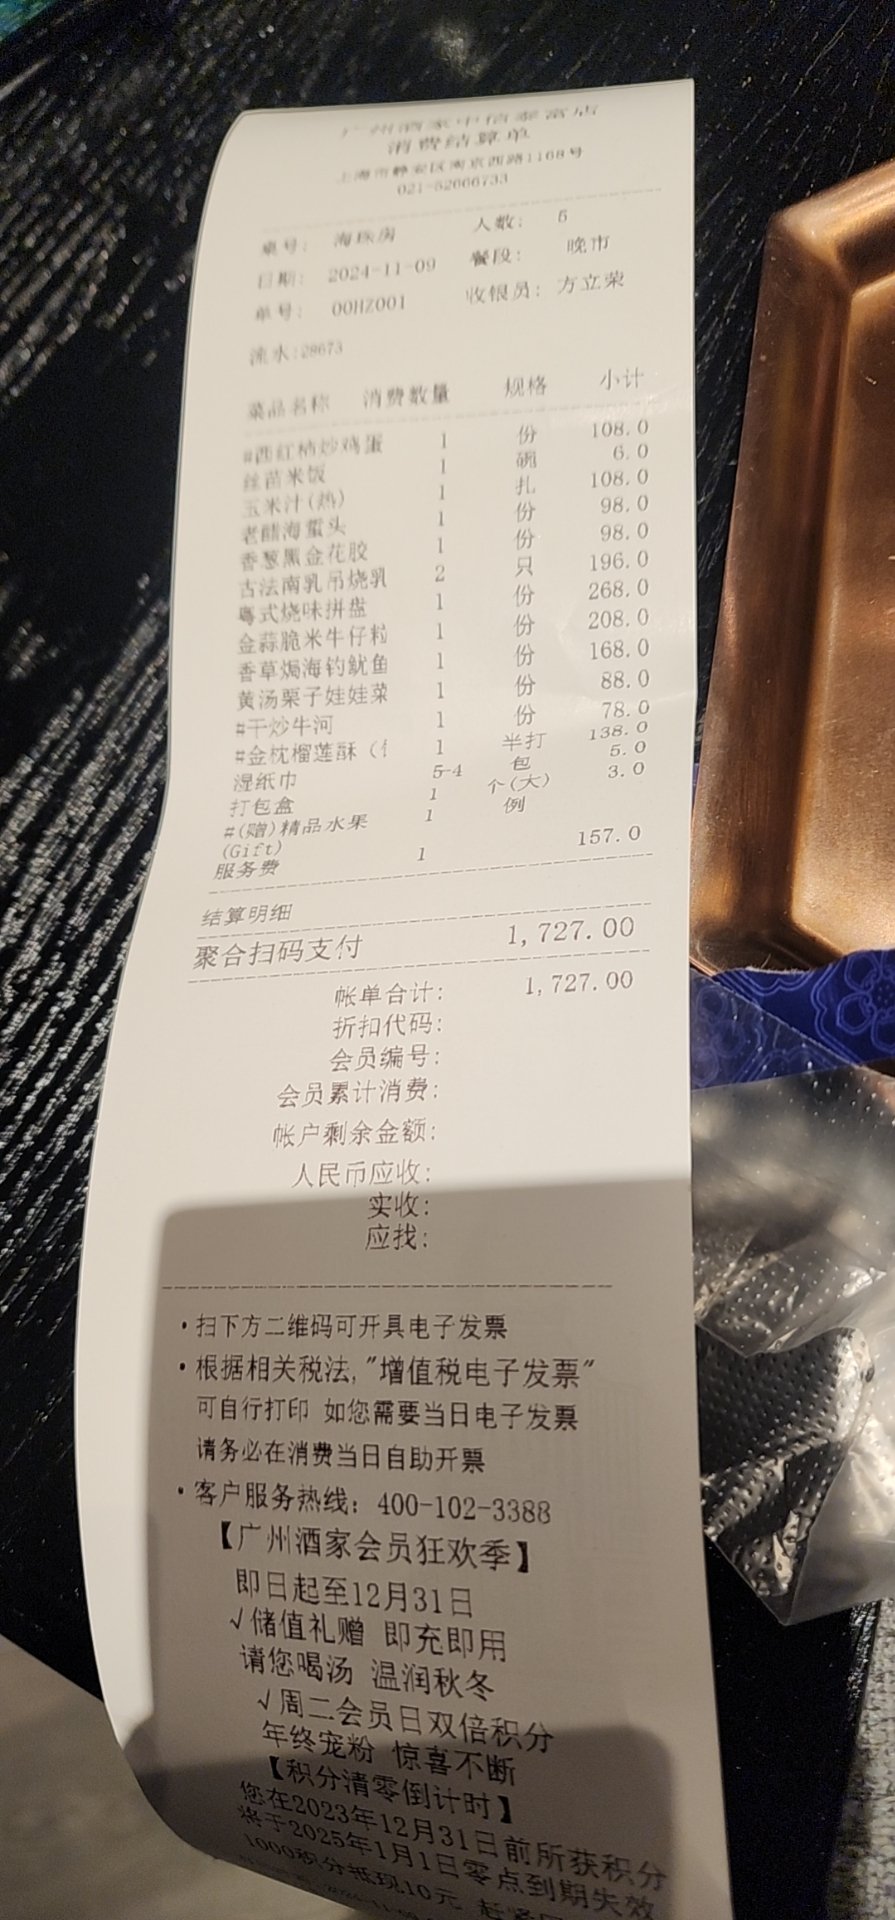 广州酒家中信泰富店
消费结算单
上海市静安区南京西路1168号
021-52666733
桌号: 海珠房 人数: 5
日期: 2024-11-09 餐段: 晚市
单号: 00HZ001 收银员: 方立荣
流水:28673
菜品名称 消费数量 规格 小计
#西红柿炒鸡蛋 1 份 108.0
丝苗米饭 1 碗 6.0
玉米汁(热) 1 扎 108.0
老醋海蜇头 1 份 98.0
香葱黑金花胶 1 份 98.0
古法南乳吊烧乳 2 只 196.0
粤式烧味拼盘 1 份 268.0
金蒜脆米牛仔粒 1 份 208.0
香草焗海钓鱿鱼 1 份 168.0
黄汤栗子娃娃菜 1 份 88.0
#干炒牛河 1 份 78.0
#金枕榴莲酥 1 半打 138.0
湿纸巾 5-4 包 5.0
打包盒 1 个(大) 3.0
#(赠)精品水果 1 例
(Gift)
服务费 1 157.0
结算明细
聚合扫码支付 1,727.00
帐单合计: 1,727.00
折扣代码:
会员编号:
会员累计消费:
帐户剩余金额:
人民币应收:
实收:
应找:
·扫下方二维码可开具电子发票
·根据相关税法,"增值税电子发票"
可自行打印 如您需要当日电子发票
请务必在消费当日自助开票
·客户服务热线: 400-102-3388
【广州酒家会员狂欢季】
即日起至12月31日
√储值礼赠 即充即用
请您喝汤 温润秋冬
√周二会员日双倍积分
年终宠粉 惊喜不断
【积分清零倒计时】
您在2023年12月31日前所获积分
将于2025年1月1日零点到期失效
1000积分抵现10元 赶紧